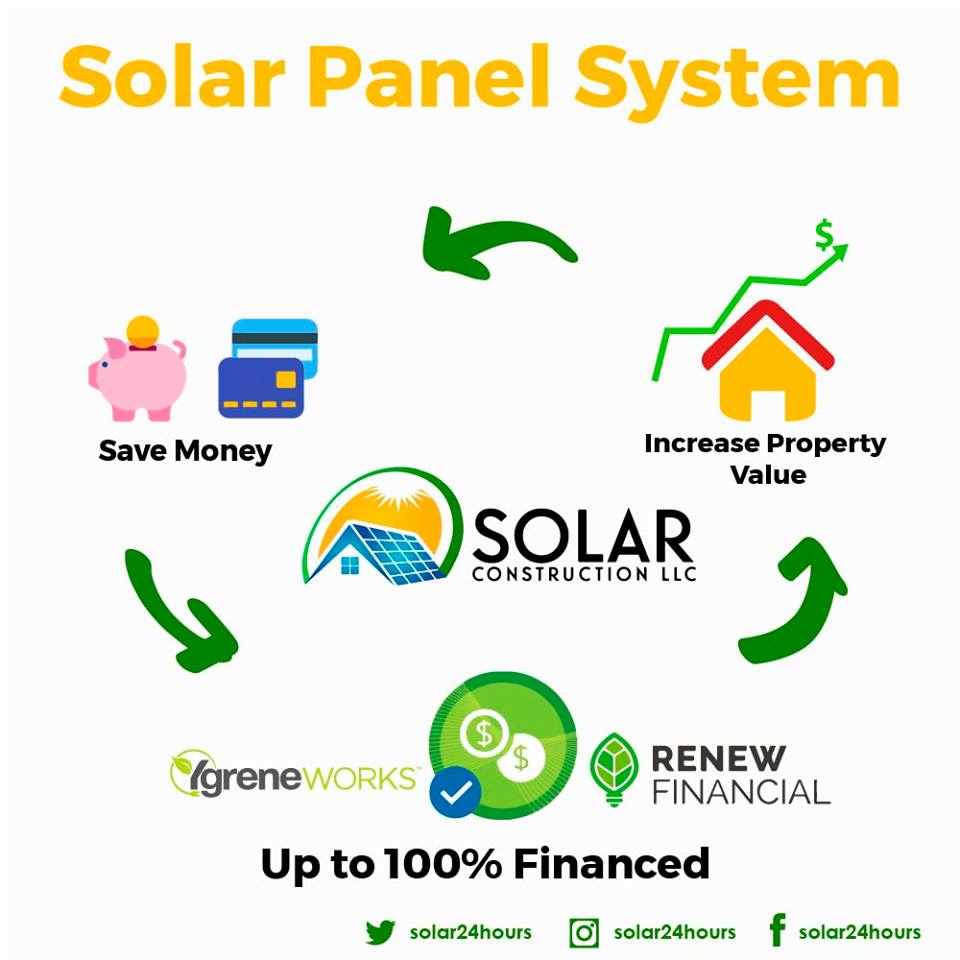 Solar Panel System
$
Save Money
Increase Property
Value
SOLAR
CONSTRUCTION LLC
YgreneWORKS™
$
$
RENEW
FINANCIAL
Up to 100% Financed
solar24hours
solar24hours
solar24hours